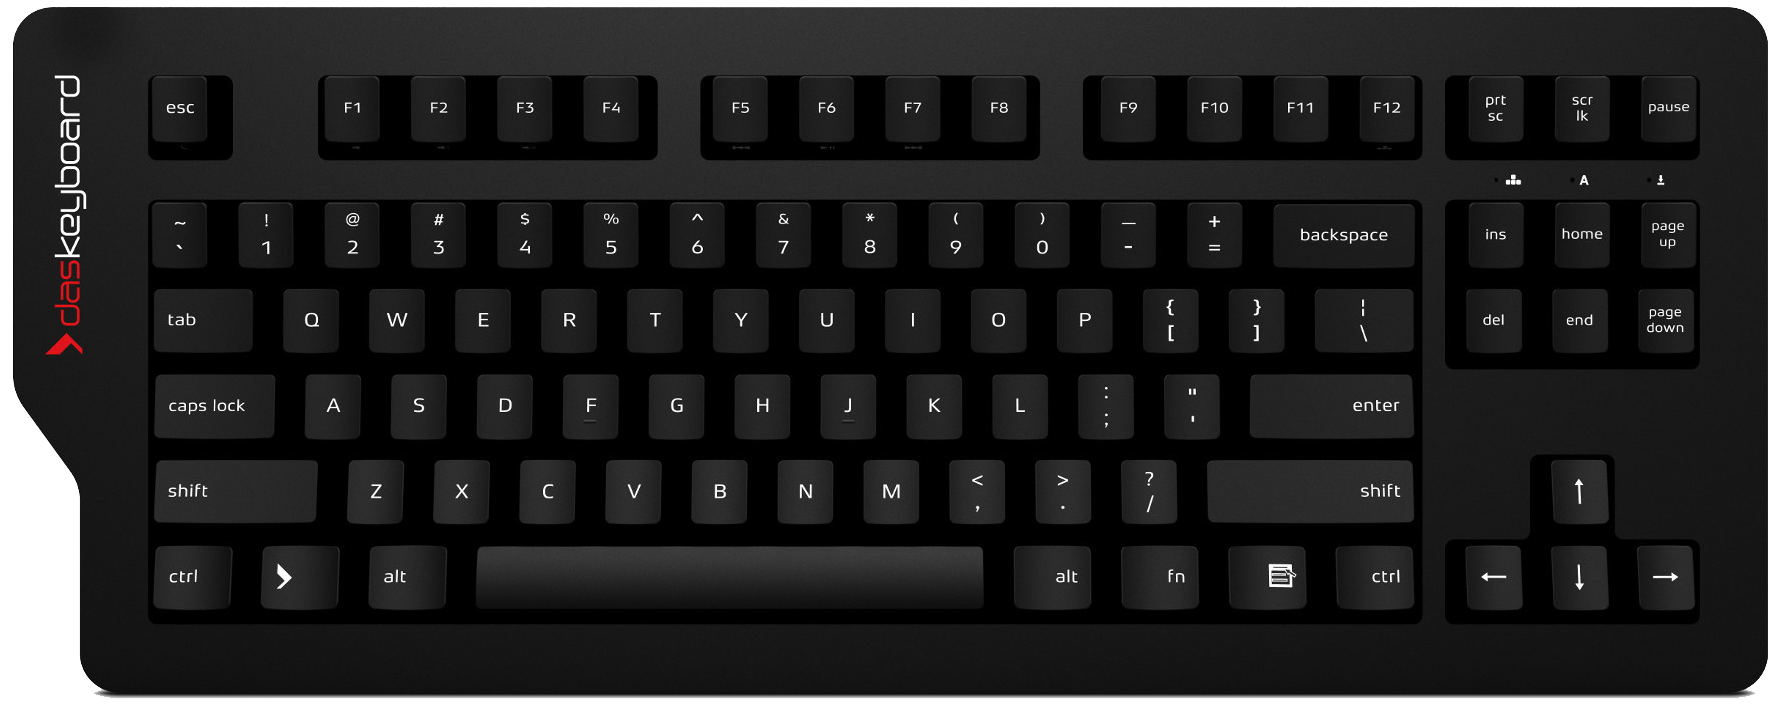 daskeyboard
esc F1 F2 F3 F4 F5 F6 F7 F8 F9 F10 F11 F12 prt sc scr lk pause
A
~ ! @ # $ % ^ & * ( ) _ +
` 1 2 3 4 5 6 7 8 9 0 - = backspace ins home page up
tab Q W E R T Y U I O P { [ } ] ¦ \ del end page down
caps lock A S D F G H J K L : ; " ' enter
shift Z X C V B N M < , > . ? / shift ↑
ctrl alt alt fn ctrl ← ↓ →